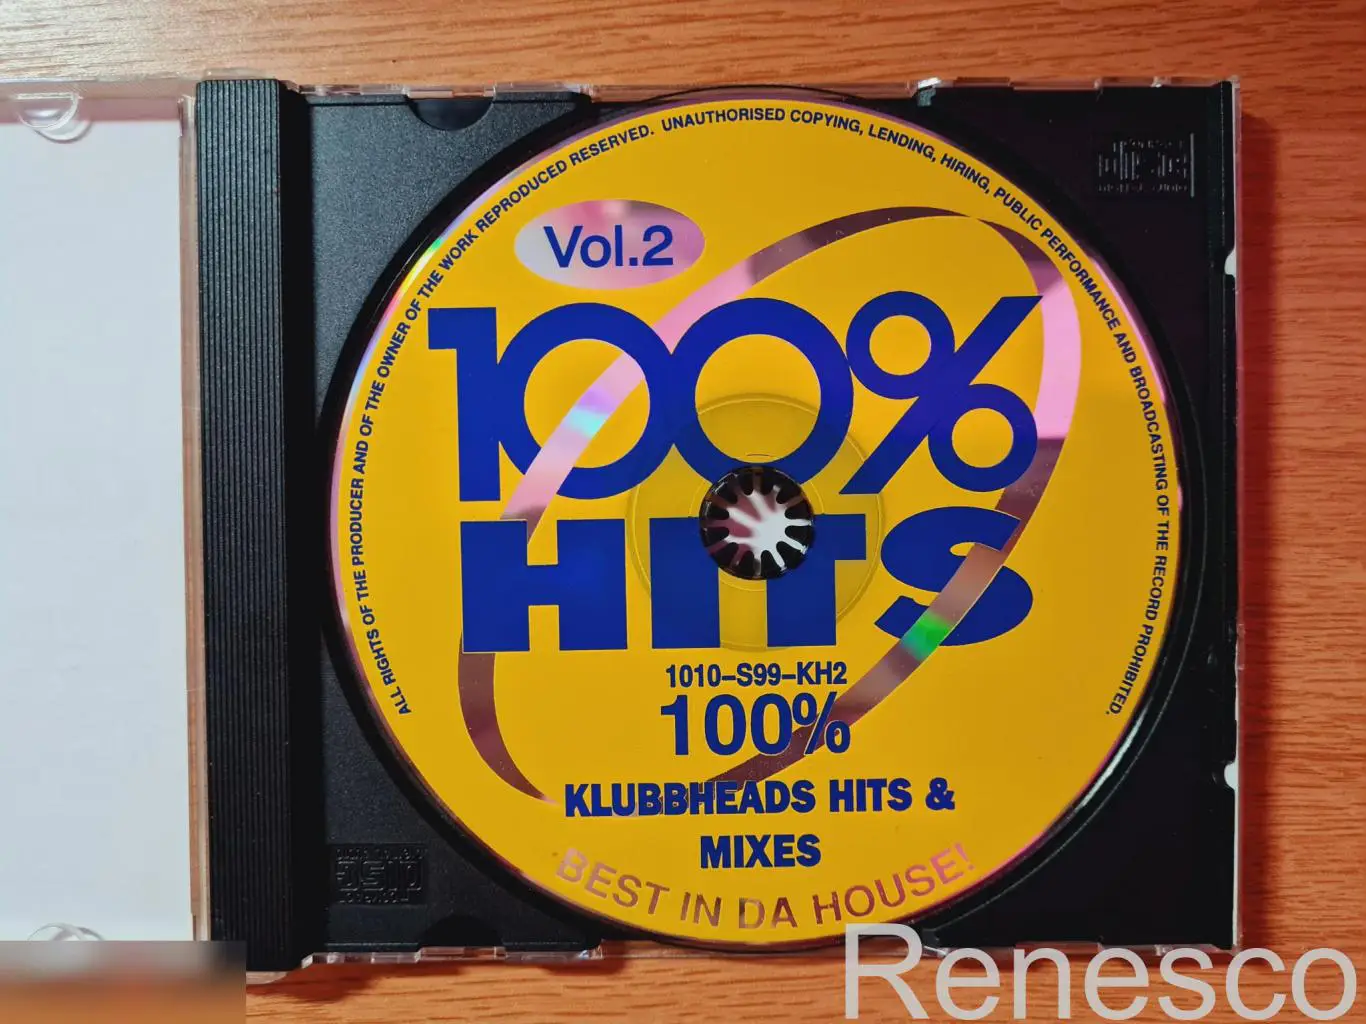 ALL RIGHTS OF THE PRODUCER AND OF THE OWNER OF THE WORK REPRODUCED RESERVED. UNAUTHORISED COPYING, LENDING, HIRING, PUBLIC PERFORMANCE AND BROADCASTING OF THE RECORD PROHIBITED.
Vol.2
100%
HITS
1010-S99-KH2
100%
KLUBBHEADS HITS &
MIXES
BEST IN DA HOUSE!
Renesco